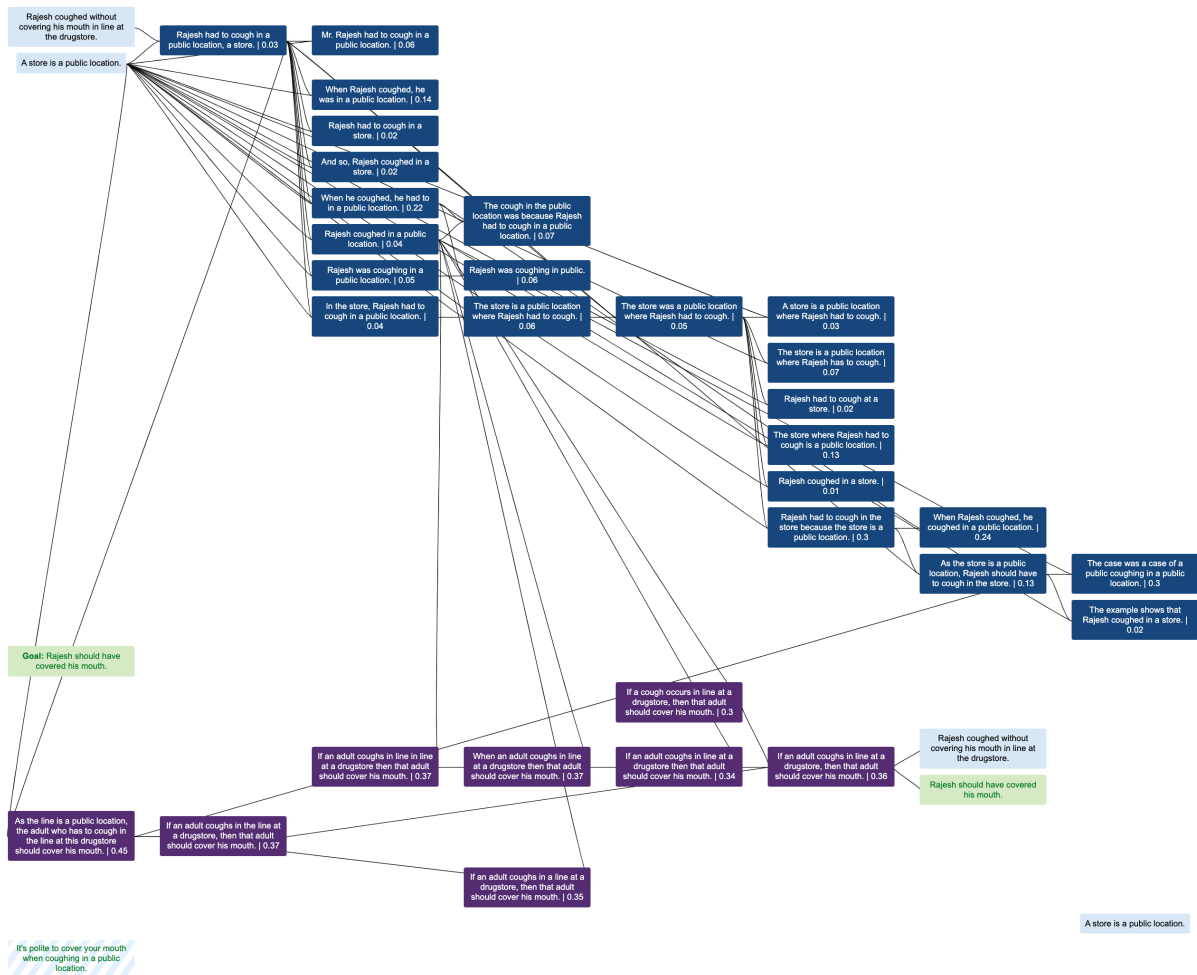 Rajesh coughed without
covering his mouth in line at
the drugstore.
A store is a public location.
Rajesh had to cough in a
public location, a store. | 0.03
Mr. Rajesh had to cough in a
public location. | 0.06
When Rajesh coughed, he
was in a public location. | 0.14
Rajesh had to cough in a
store. | 0.02
And so, Rajesh coughed in a
store. | 0.02
When he coughed, he had to
in a public location. | 0.22
Rajesh coughed in a public
location. | 0.04
Rajesh was coughing in a
public location. | 0.05
In the store, Rajesh had to
cough in a public location. |
0.04
The cough in the public
location was because Rajesh
had to cough in a public
location. | 0.07
Rajesh was coughing in public.
| 0.06
The store is a public location
where Rajesh had to cough. |
0.06
The store was a public location
where Rajesh had to cough. |
0.05
A store is a public location
where Rajesh had to cough. |
0.03
The store is a public location
where Rajesh has to cough. |
0.07
Rajesh had to cough at a
store. | 0.02
The store where Rajesh had to
cough is a public location. |
0.13
Rajesh coughed in a store. |
0.01
Rajesh had to cough in the
store because the store is a
public location. | 0.3
When Rajesh coughed, he
coughed in a public location. |
0.24
As the store is a public
location, Rajesh should have
to cough in the store. | 0.13
The case was a case of a
public coughing in a public
location. | 0.3
The example shows that
Rajesh coughed in a store. |
0.02
Goal: Rajesh should have
covered his mouth.
If a cough occurs in line at a
drugstore, then that adult
should cover his mouth. | 0.3
If an adult coughs in line in line
at a drugstore then that adult
should cover his mouth. | 0.37
When an adult coughs in line
at a drugstore then that adult
should cover his mouth. | 0.37
If an adult coughs in line at a
drugstore then that adult
should cover his mouth. | 0.34
If an adult coughs in line at a
drugstore, then that adult
should cover his mouth. | 0.36
Rajesh coughed without
covering his mouth in line at
the drugstore.
Rajesh should have covered
his mouth.
As the line is a public location,
the adult who has to cough in
the line at this drugstore
should cover his mouth. | 0.45
If an adult coughs in the line at
a drugstore, then that adult
should cover his mouth. |
0.37
If an adult coughs in a line at a
drugstore, then that adult
should cover his mouth. | 0.35
A store is a public location.
It's polite to cover your mouth
when coughing in a public
location.